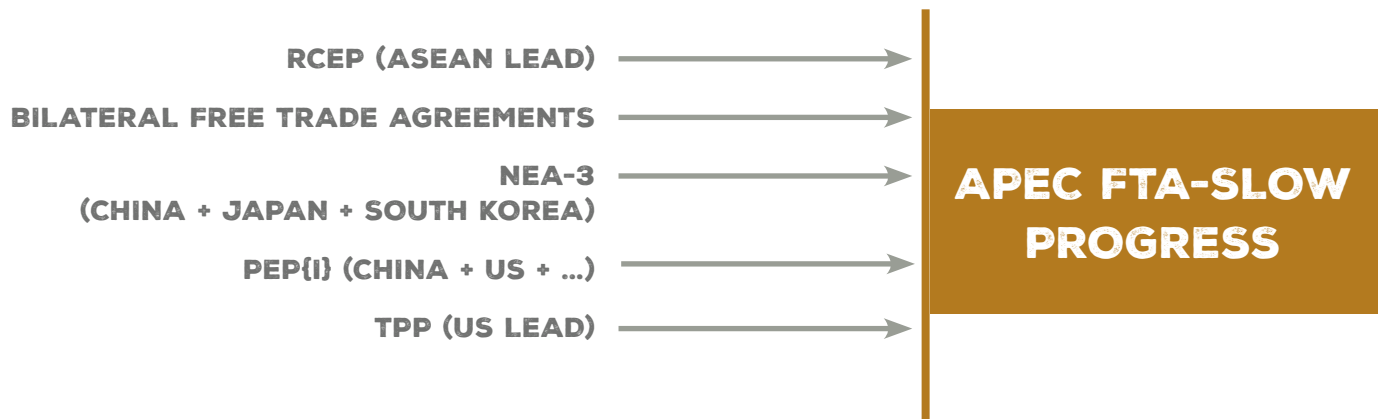 RCEP (ASEAN LEAD)
BILATERAL FREE TRADE AGREEMENTS
NEA-3
(CHINA + JAPAN + SOUTH KOREA)
PEP{I} (CHINA + US + ...)
TPP (US LEAD)
APEC FTA-SLOW
PROGRESS